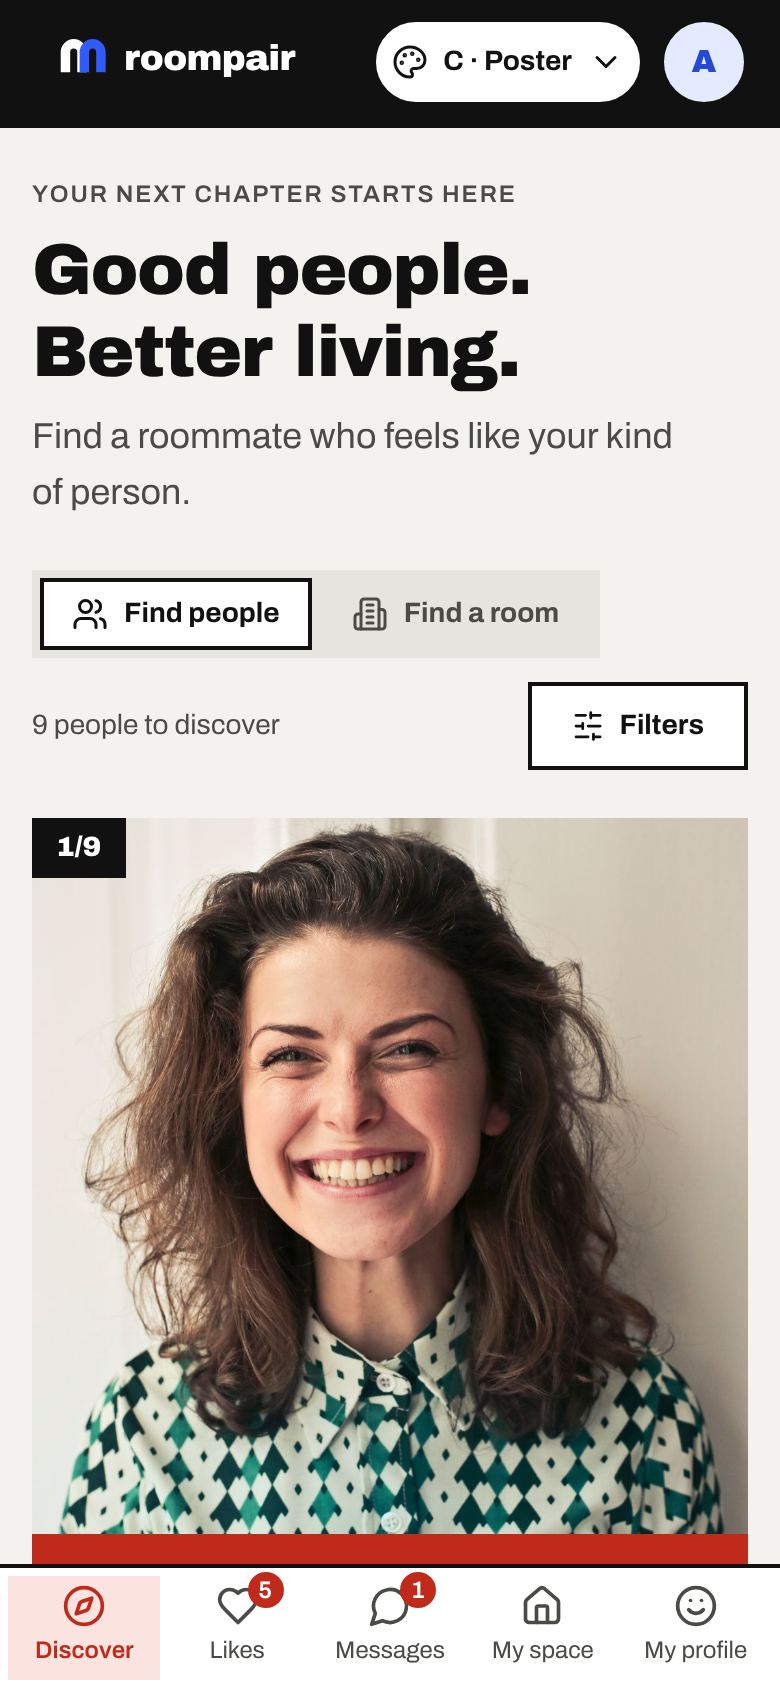 roompair
C · Poster
A
YOUR NEXT CHAPTER STARTS HERE
Good people.
Better living.
Find a roommate who feels like your kind
of person.
Find people
Find a room
9 people to discover
Filters
1/9
5
1
Discover
Likes
Messages
My space
My profile